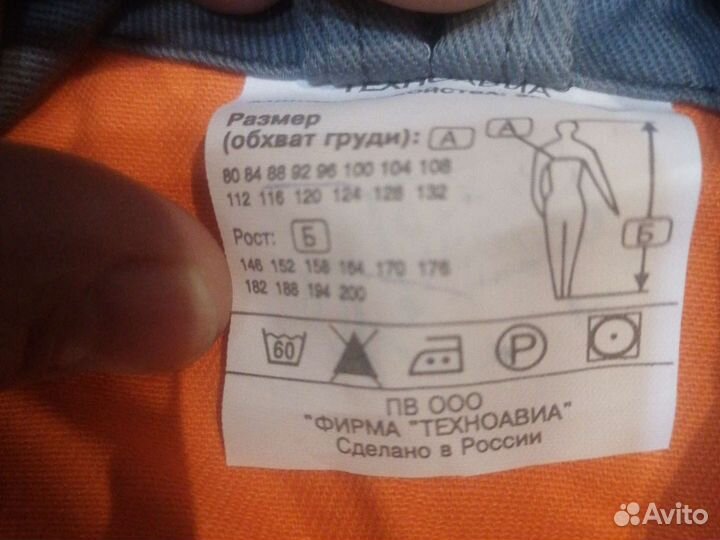 ТЕХНОАВИА®
Размер
(обхват груди): А
А
80 84 88 92 96 100 104 108
112 116 120 124 128 132
Рост: Б
Б
146 152 158 164 170 176
182 188 194 200
60
P
ПВ ООО
"ФИРМА "ТЕХНОАВИА"
Сделано в России
Avito